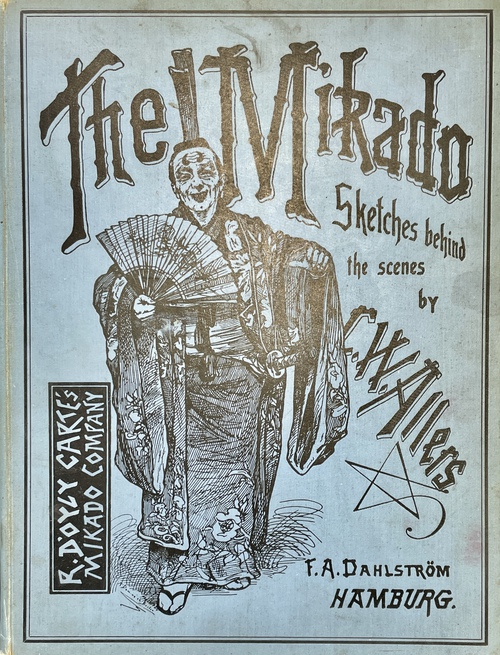 The Mikado
Sketches behind
the scenes
by
C.W.Allers
R. D'OYLY CARTE'S
MIKADO COMPANY
F.A. DAHLSTRÖM
HAMBURG.